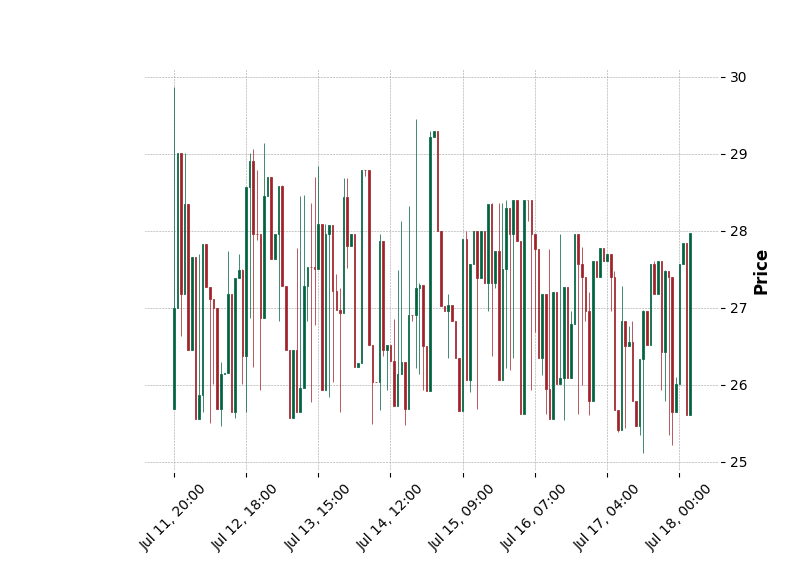 30
29
28
27
26
25
Price
Jul 11, 20:00
Jul 12, 18:00
Jul 13, 15:00
Jul 14, 12:00
Jul 15, 09:00
Jul 16, 07:00
Jul 17, 04:00
Jul 18, 00:00